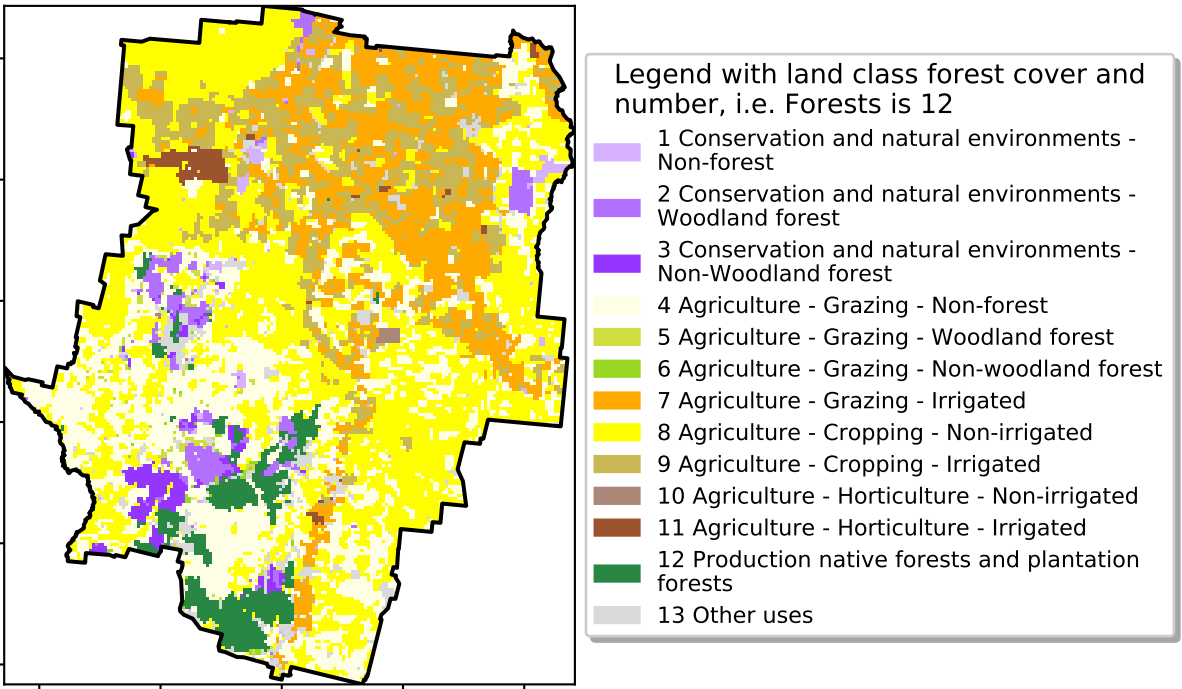 Legend with land class forest cover and
number, i.e. Forests is 12
1 Conservation and natural environments -
Non-forest
2 Conservation and natural environments -
Woodland forest
3 Conservation and natural environments -
Non-Woodland forest
4 Agriculture - Grazing - Non-forest
5 Agriculture - Grazing - Woodland forest
6 Agriculture - Grazing - Non-woodland forest
7 Agriculture - Grazing - Irrigated
8 Agriculture - Cropping - Non-irrigated
9 Agriculture - Cropping - Irrigated
10 Agriculture - Horticulture - Non-irrigated
11 Agriculture - Horticulture - Irrigated
12 Production native forests and plantation
forests
13 Other uses